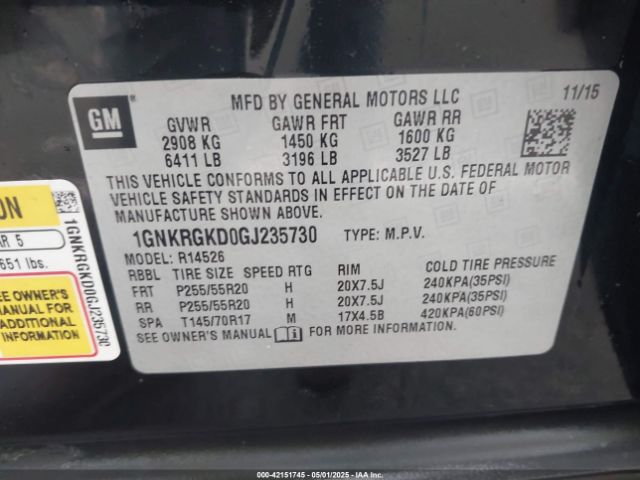 GM
MFD BY GENERAL MOTORS LLC 11/15
GVWR GAWR FRT GAWR RR
2908 KG 1450 KG 1600 KG
6411 LB 3196 LB 3527 LB
THIS VEHICLE CONFORMS TO ALL APPLICABLE U.S. FEDERAL MOTOR
VEHICLE SAFETY STANDARDS IN EFFECT ON THE DATE OF
MANUFACTURE SHOWN ABOVE.
1GNKRGKD0GJ235730 TYPE: M.P.V.
MODEL: R14526
RBBL TIRE SIZE SPEED RTG RIM COLD TIRE PRESSURE
FRT P255/55R20 H 20X7.5J 240KPA(35PSI)
RR P255/55R20 H 20X7.5J 240KPA(35PSI)
SPA T145/70R17 M 17X4.5B 420KPA(60PSI)
SEE OWNER'S MANUAL FOR MORE INFORMATION.
ON
AR 5
651 lbs.
SEE OWNER'S
MANUAL FOR
ADDITIONAL
INFORMATION
1GNKRGKD0GJ235730
000-42151745 - 05/01/2025 - IAAI.ca